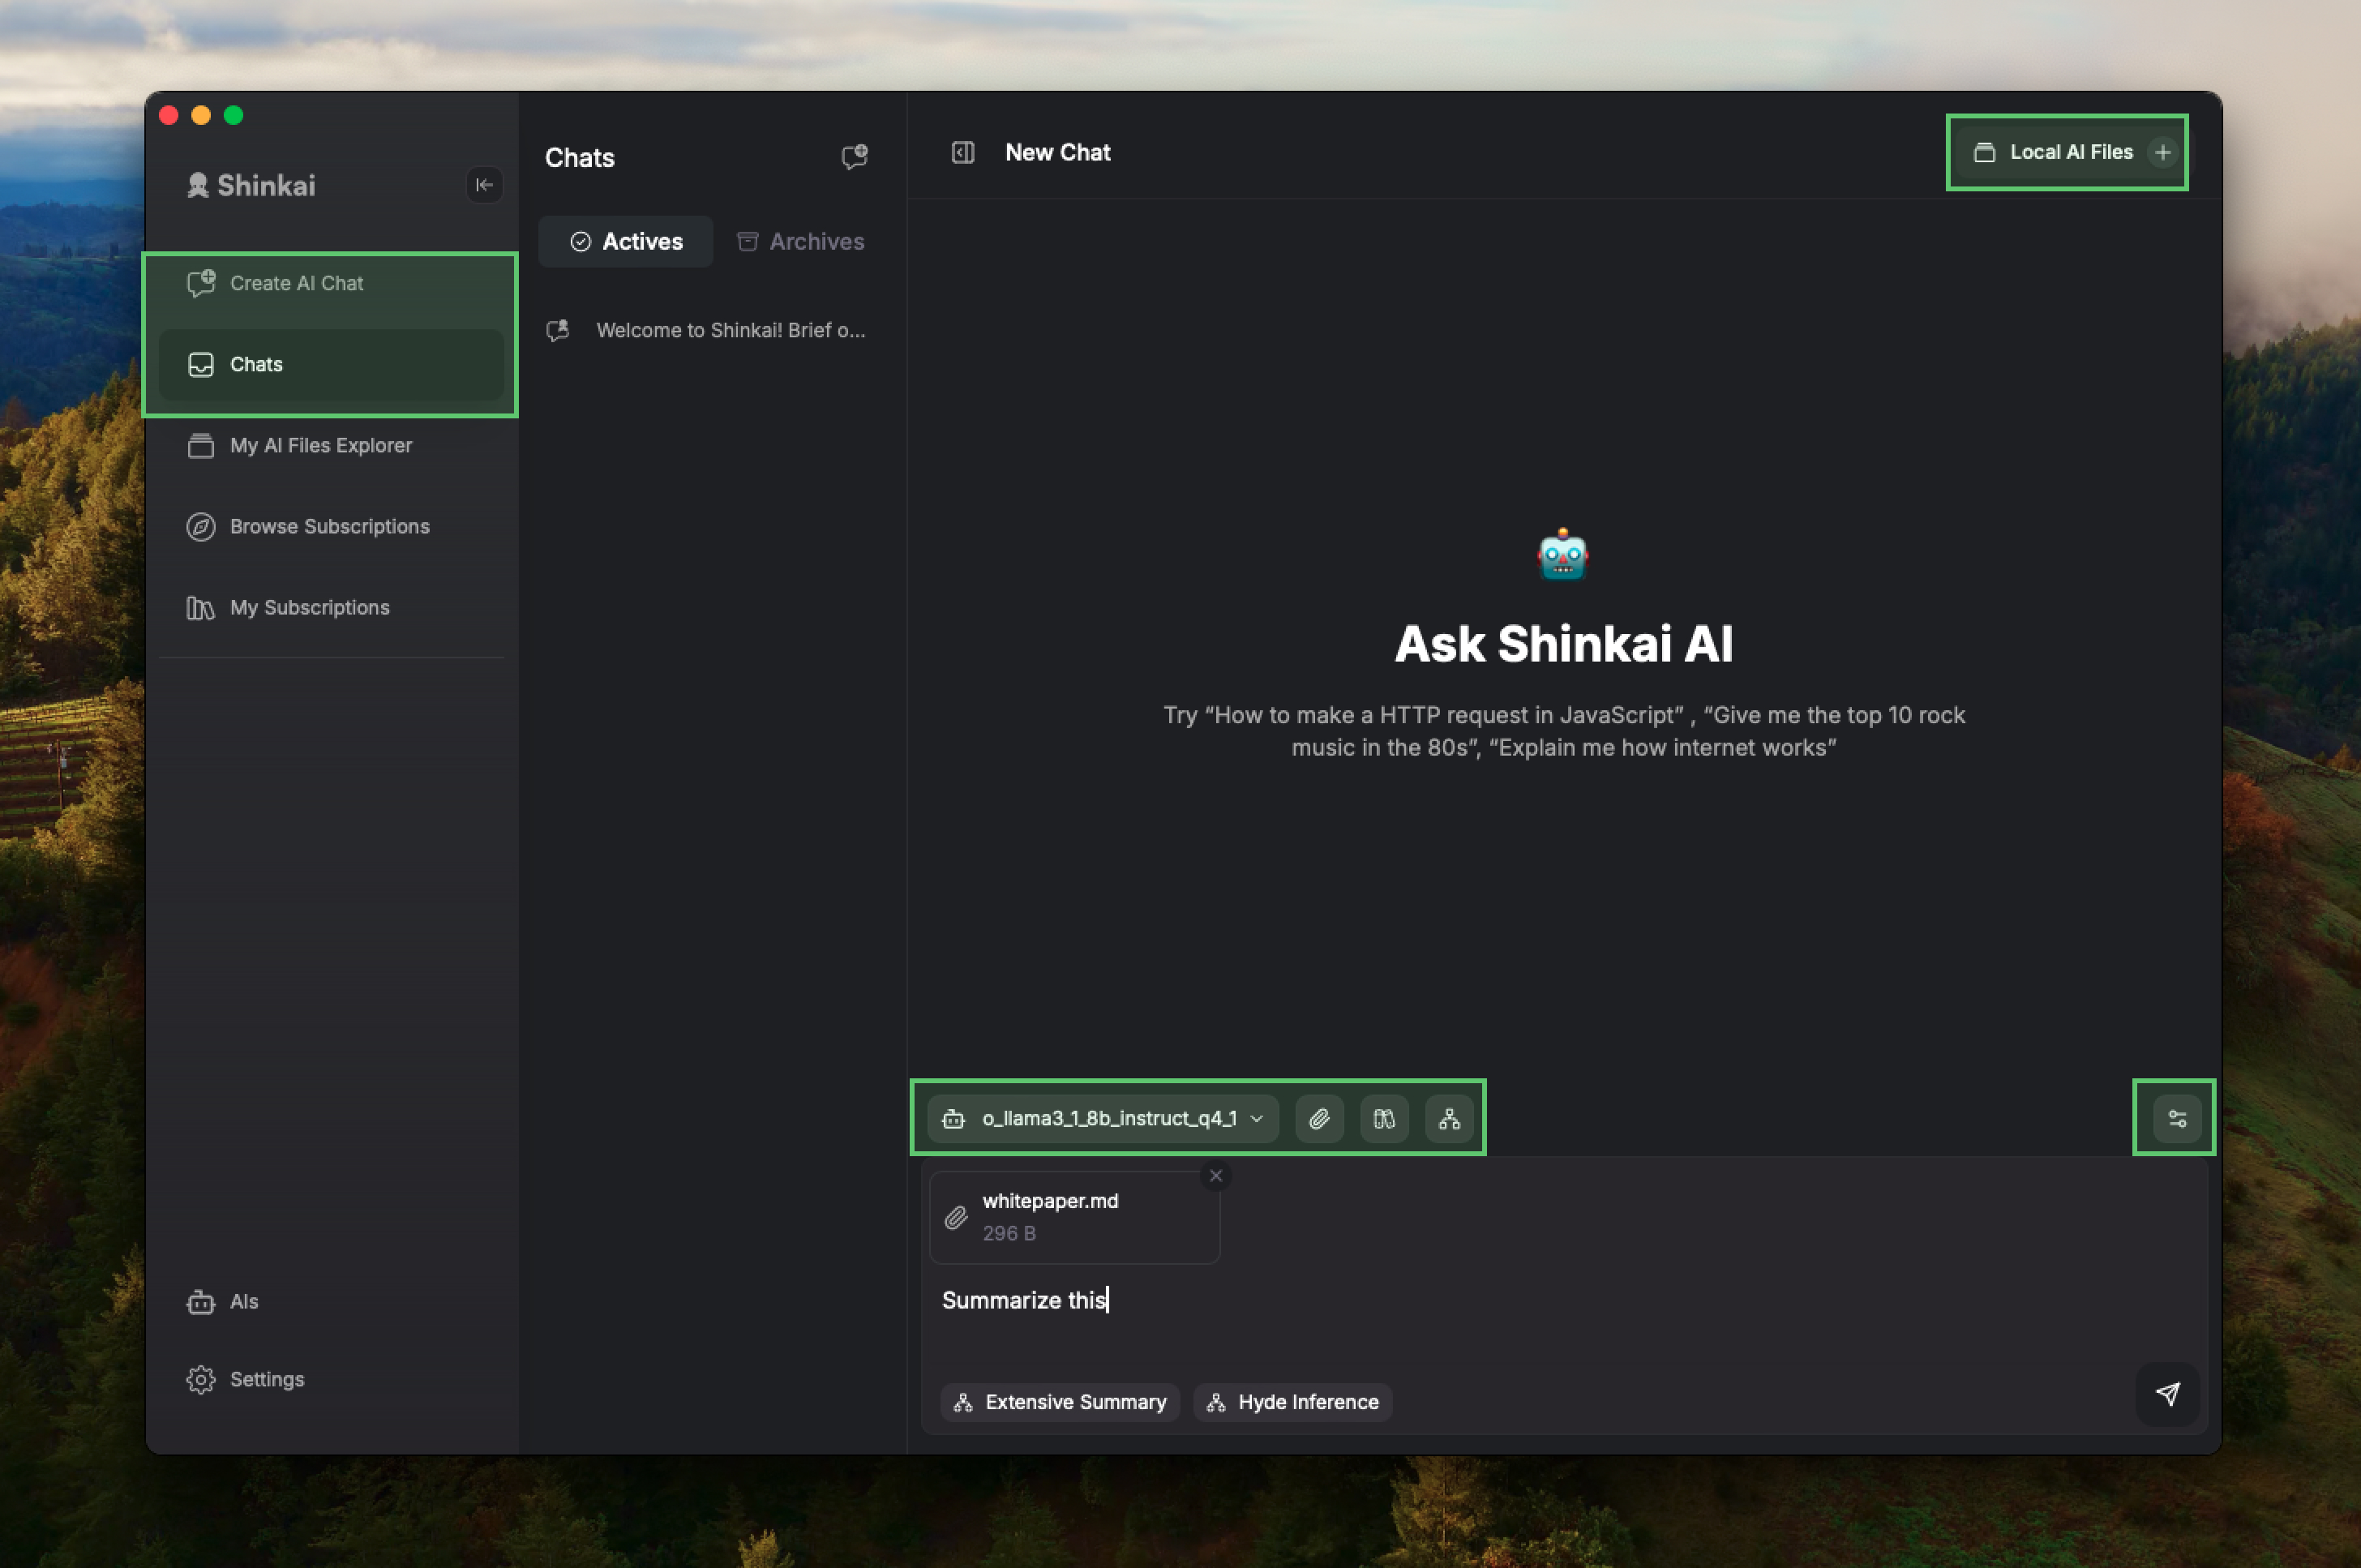 Shinkai
Create AI Chat
Chats
My AI Files Explorer
Browse Subscriptions
My Subscriptions
AIs
Settings
Chats
Actives
Archives
Welcome to Shinkai! Brief o...
New Chat
Local AI Files
Ask Shinkai AI
Try “How to make a HTTP request in JavaScript” , “Give me the top 10 rock
music in the 80s”, “Explain me how internet works”
o_llama3_1_8b_instruct_q4_1
whitepaper.md
296 B
Summarize this
Extensive Summary
Hyde Inference